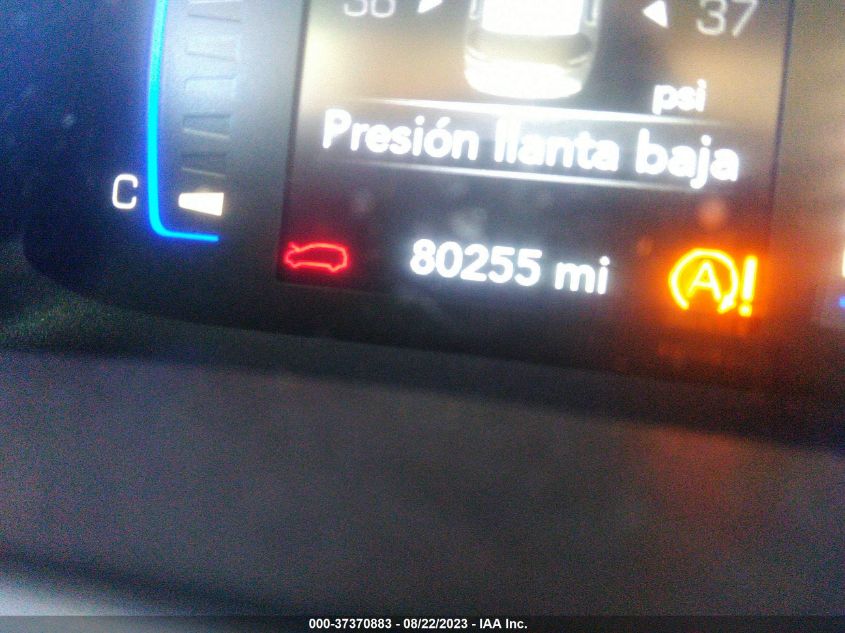 37
psi
Presión llanta baja
C
80255 mi
A!
000-37370883 - 08/22/2023 - IAA Inc.